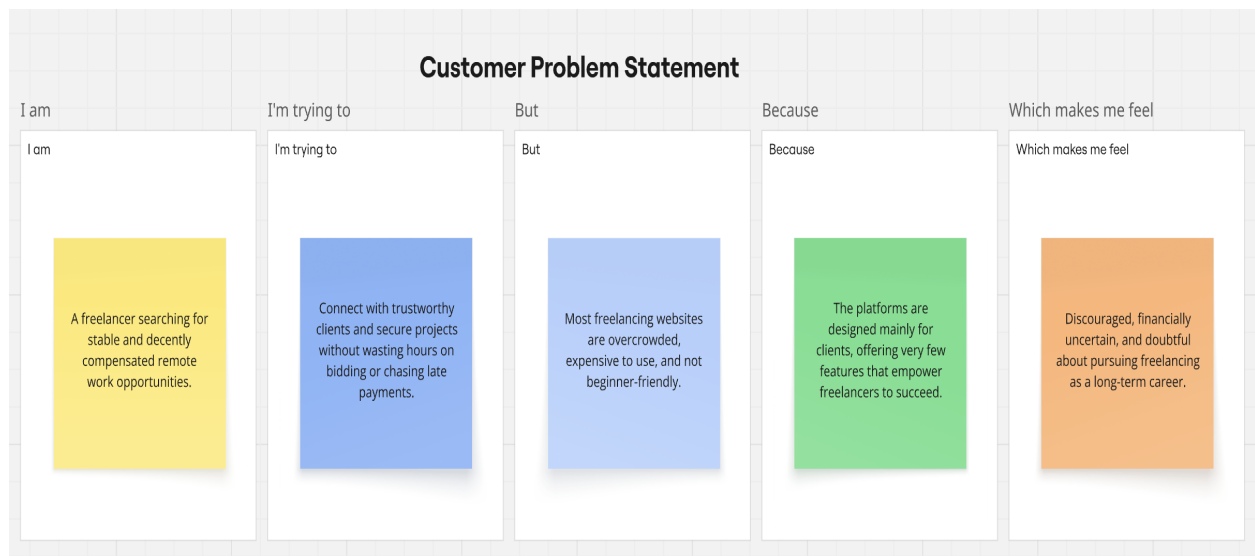 Customer Problem Statement
I am
I'm trying to
But
Because
Which makes me feel
I am
A freelancer searching for
stable and decently
compensated remote
work opportunities.
I'm trying to
Connect with trustworthy
clients and secure projects
without wasting hours on
bidding or chasing late
payments.
But
Most freelancing websites
are overcrowded,
expensive to use, and not
beginner-friendly.
Because
The platforms are
designed mainly for
clients, offering very few
features that empower
freelancers to succeed.
Which makes me feel
Discouraged, financially
uncertain, and doubtful
about pursuing freelancing
as a long-term career.